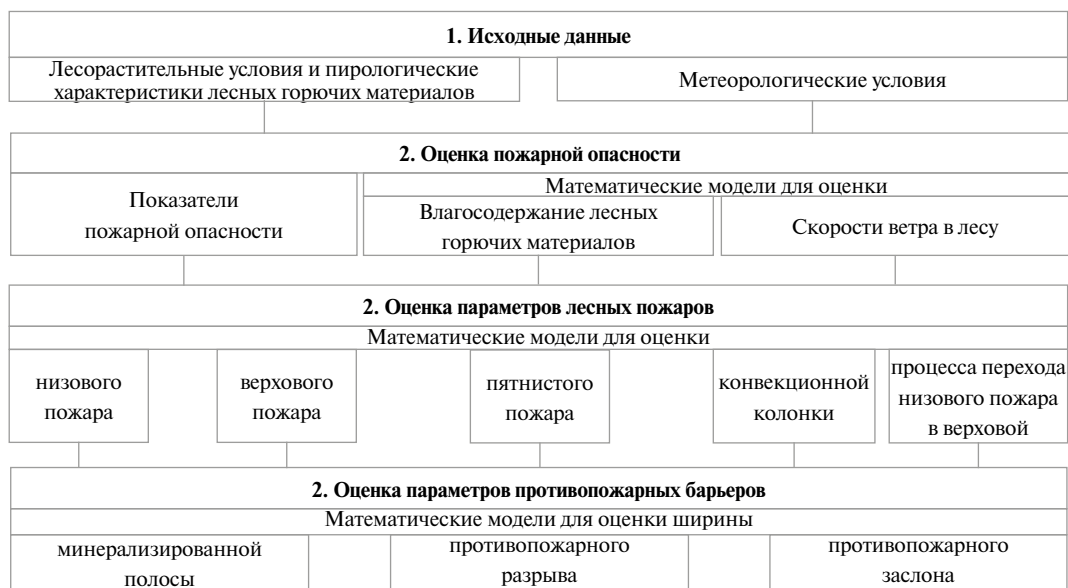 1. Исходные данные
Лесорастительные условия и пирологические
характеристики лесных горючих материалов
Метеорологические условия
2. Оценка пожарной опасности
Показатели
пожарной опасности
Математические модели для оценки
Влагосодержание лесных
горючих материалов
Скорости ветра в лесу
2. Оценка параметров лесных пожаров
Математические модели для оценки
низового
пожара
верхового
пожара
пятнистого
пожара
конвекционной
колонки
процесса перехода
низового пожара
в верховой
2. Оценка параметров противопожарных барьеров
Математические модели для оценки ширины
минерализированной
полосы
противопожарного
разрыва
противопожарного
заслона